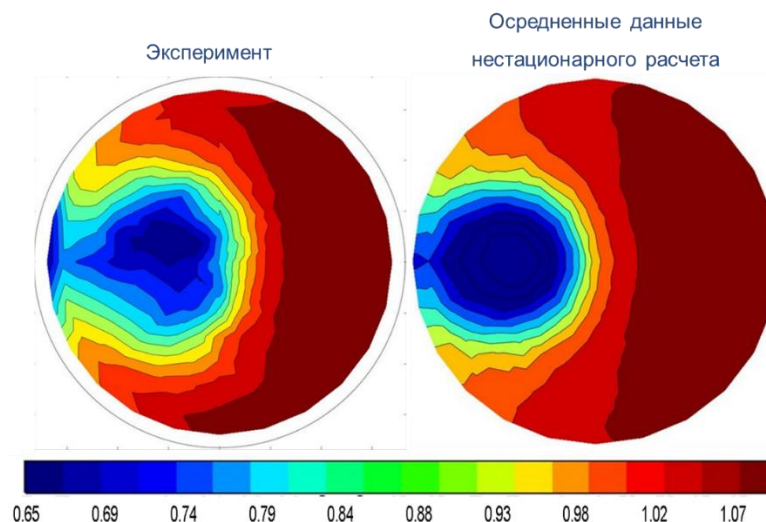 Осредненные данные
Эксперимент
нестационарного расчета
0.65 0.69 0.74 0.79 0.84 0.88 0.93 0.98 1.02 1.07